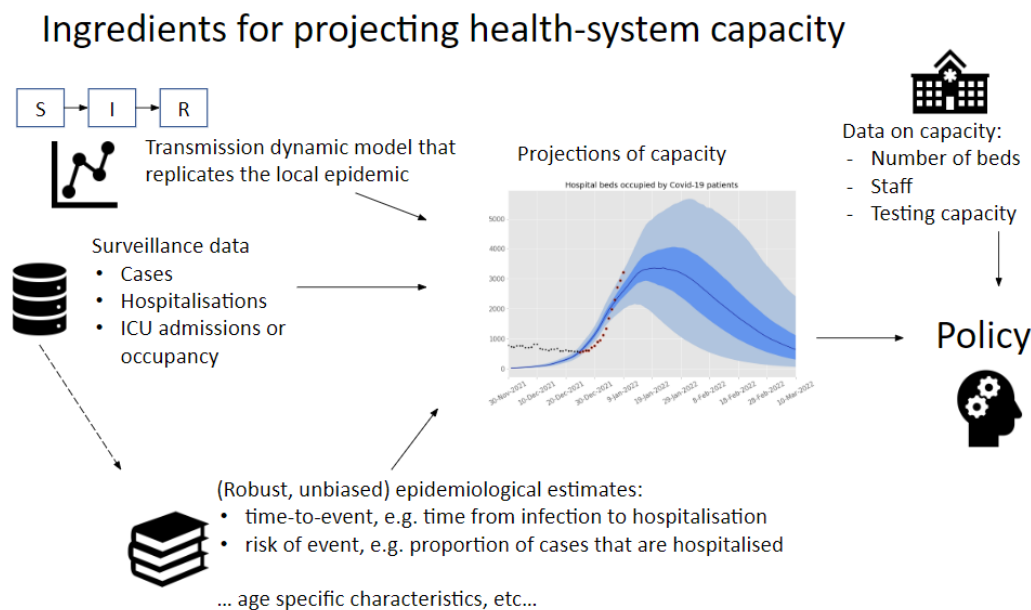 Ingredients for projecting health-system capacity
S
I
R
Transmission dynamic model that
replicates the local epidemic
Surveillance data
• Cases
• Hospitalisations
• ICU admissions or
occupancy
Projections of capacity
Hospital beds occupied by Covid-19 patients
5000
4000
3000
2000
1000
0
30-Nov-2021
10-Dec-2021
20-Dec-2021
30-Dec-2021
9-Jan-2022
19-Jan-2022
29-Jan-2022
8-Feb-2022
18-Feb-2022
28-Feb-2022
10-Mar-2022
Data on capacity:
- Number of beds
- Staff
- Testing capacity
Policy
(Robust, unbiased) epidemiological estimates:
• time-to-event, e.g. time from infection to hospitalisation
• risk of event, e.g. proportion of cases that are hospitalised
... age specific characteristics, etc...